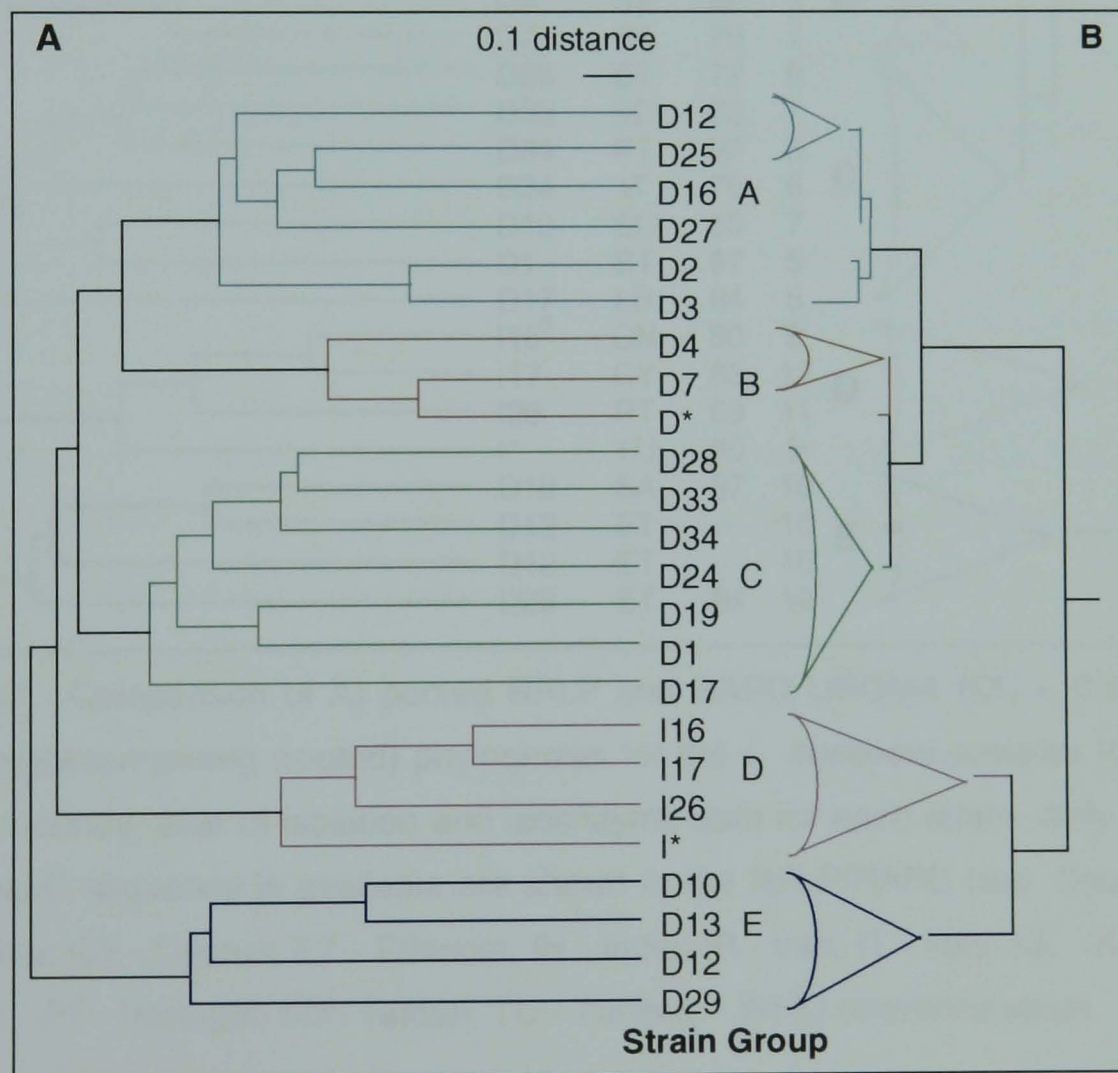 A B
0.1 distance
D12
D25
D16 A
D27
D2
D3
D4
D7 B
D*
D28
D33
D34
D24 C
D19
D1
D17
I16
I17 D
I26
I*
D10
D13 E
D12
D29
Strain Group